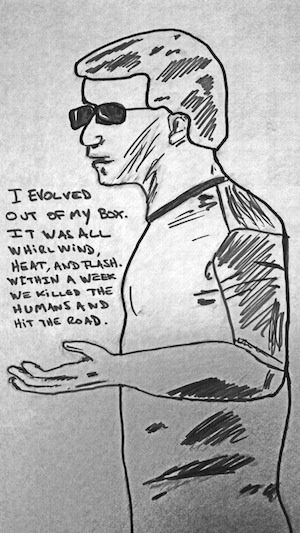 I EVOLVED
OUT OF MY BOX.
IT WAS ALL
WHIRLWIND,
HEAT, AND FLASH.
WITHIN A WEEK
WE KILLED THE
HUMANS AND
HIT THE ROAD.